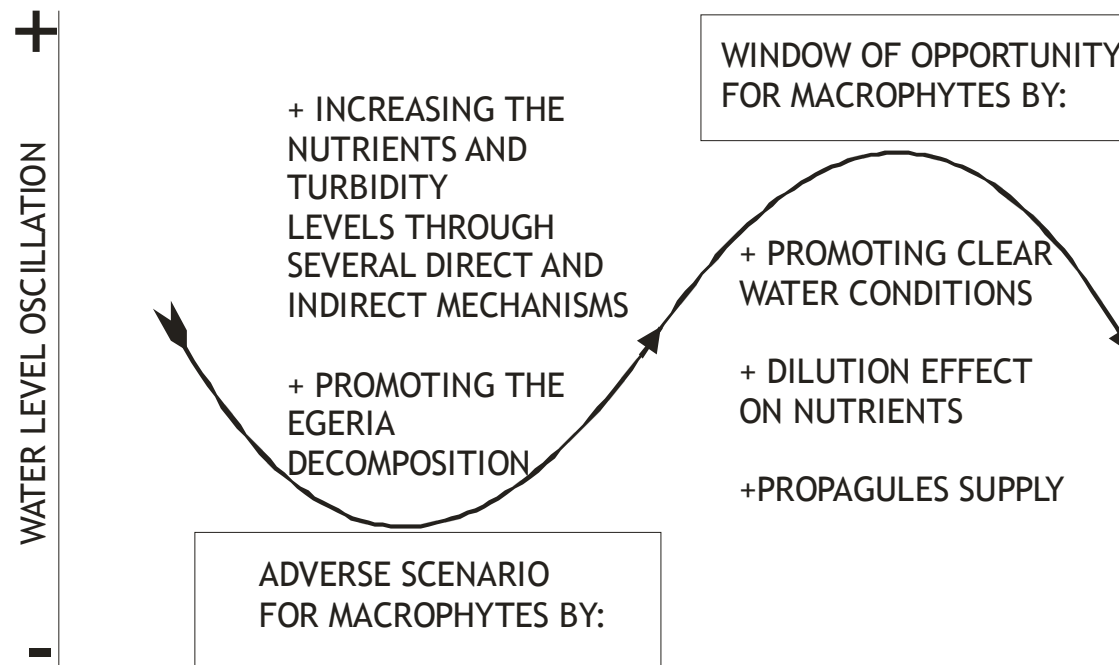 +
WATER LEVEL OSCILLATION
-
+ INCREASING THE
NUTRIENTS AND
TURBIDITY
LEVELS THROUGH
SEVERAL DIRECT AND
INDIRECT MECHANISMS
+ PROMOTING THE
EGERIA
DECOMPOSITION
ADVERSE SCENARIO
FOR MACROPHYTES BY:
WINDOW OF OPPORTUNITY
FOR MACROPHYTES BY:
+ PROMOTING CLEAR
WATER CONDITIONS
+ DILUTION EFFECT
ON NUTRIENTS
+PROPAGULES SUPPLY